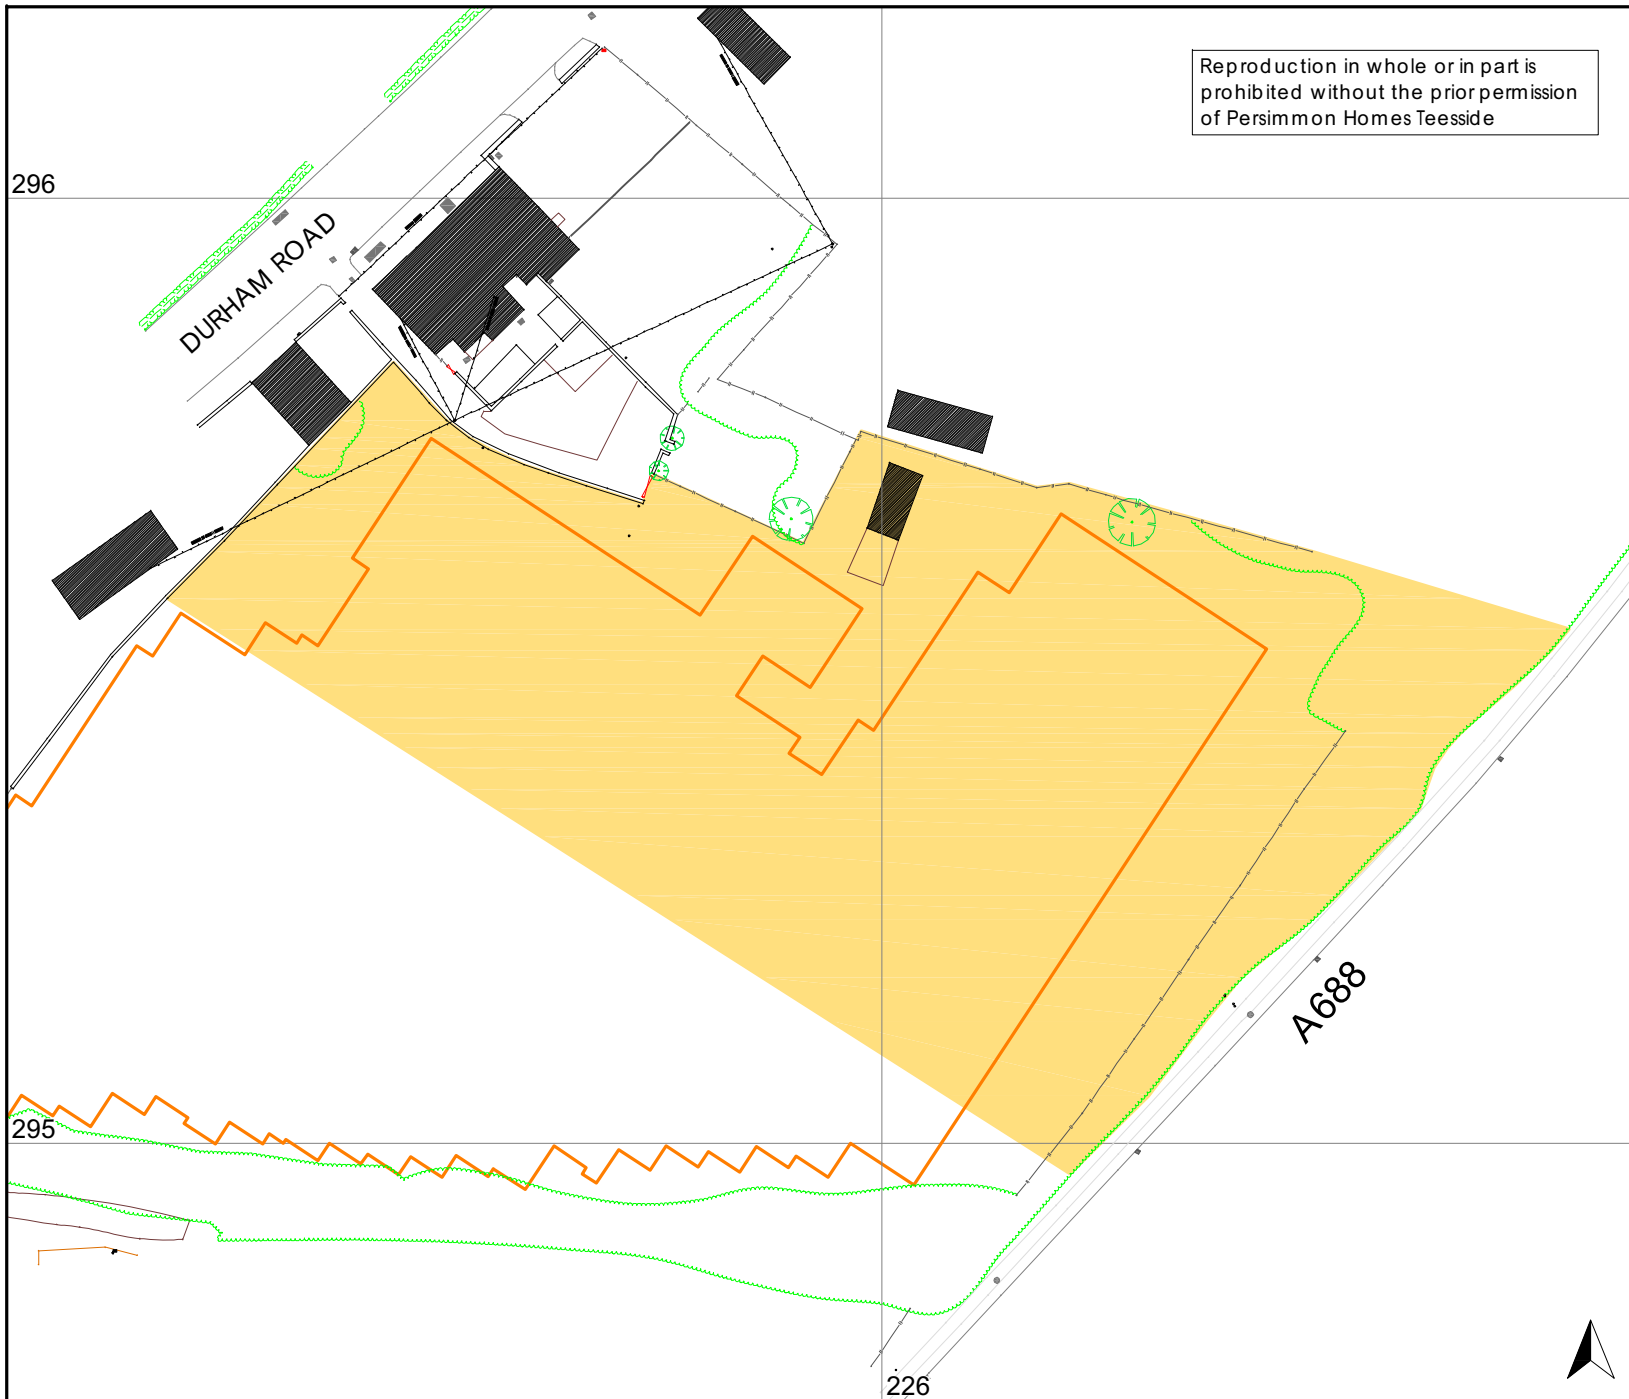 Reproduction in whole or in part is
prohibited without the prior permission
of Persimmon Homes Teesside
296
DURHAM ROAD
A688
295
226